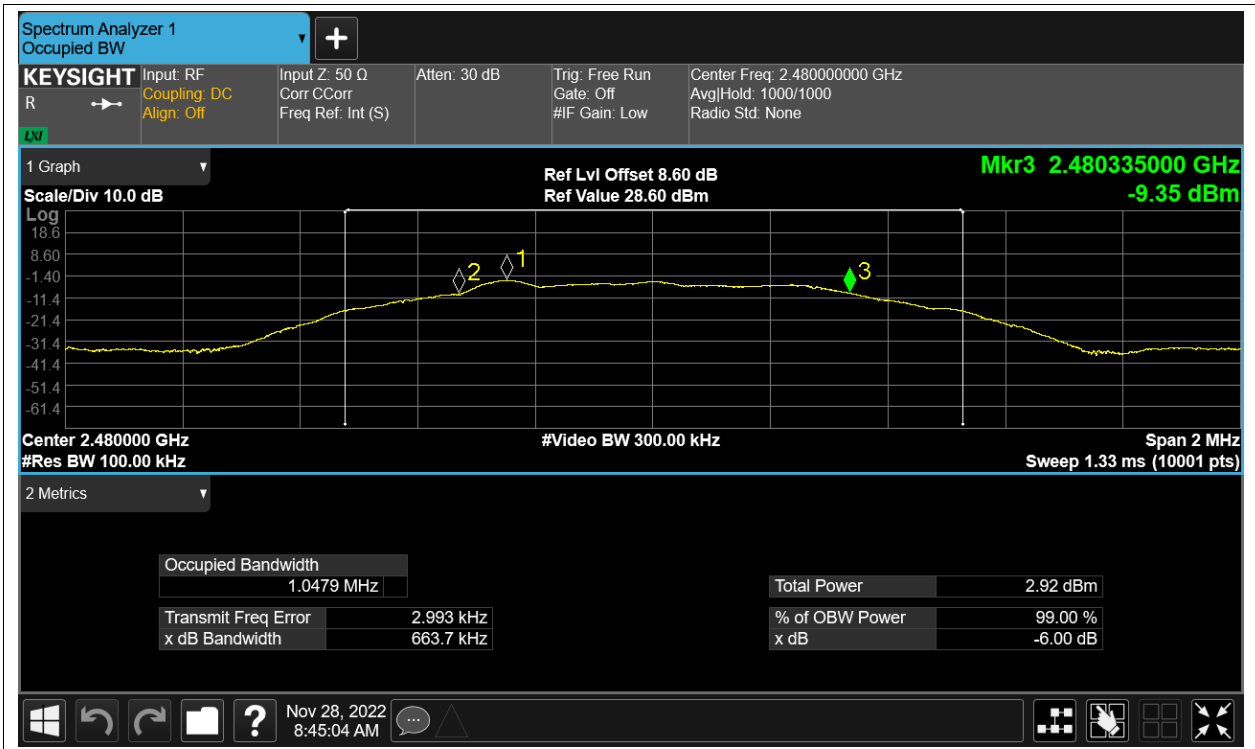 Spectrum Analyzer 1
Occupied BW
KEYSIGHT
R
LXI
Input: RF
Coupling: DC
Align: Off
Input Z: 50 Ω
Corr CCorr
Freq Ref: Int (S)
Atten: 30 dB
Trig: Free Run
Gate: Off
#IF Gain: Low
Center Freq: 2.480000000 GHz
Avg|Hold: 1000/1000
Radio Std: None
1 Graph
Scale/Div 10.0 dB
Ref Lvl Offset 8.60 dB
Ref Value 28.60 dBm
Mkr3 2.480335000 GHz
-9.35 dBm
Log
18.6
8.60
-1.40
-11.4
-21.4
-31.4
-41.4
-51.4
-61.4
2
1
3
Center 2.480000 GHz
#Res BW 100.00 kHz
#Video BW 300.00 kHz
Span 2 MHz
Sweep 1.33 ms (10001 pts)
2 Metrics
Occupied Bandwidth
1.0479 MHz
Transmit Freq Error 2.993 kHz
x dB Bandwidth 663.7 kHz
Total Power 2.92 dBm
% of OBW Power 99.00 %
x dB -6.00 dB
?
Nov 28, 2022
8:45:04 AM